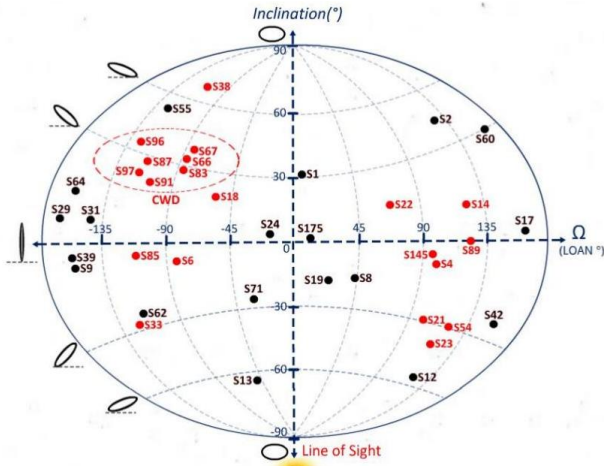 Inclination(°)
90
S38
S55
60
S2
S60
S96
S67
S87
S66
S97
S83
S91
CWD
30
S1
S64
S18
S22
S14
S29
S31
S24
S175
S17
-135
-90
-45
0
45
90
135
Ω
(LOAN °)
S89
S39
S85
S6
S145
S4
S9
S19
S8
S71
-30
S62
S33
S21
S54
S42
S23
-60
S13
S12
-90
Line of Sight